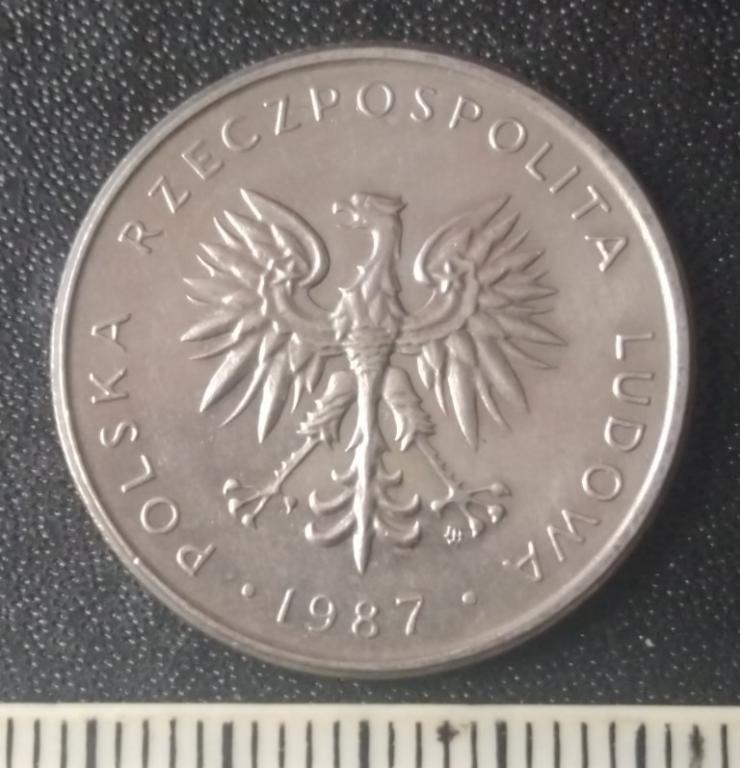 POLSKA RZECZPOSPOLITA LUDOWA
· 1987 ·